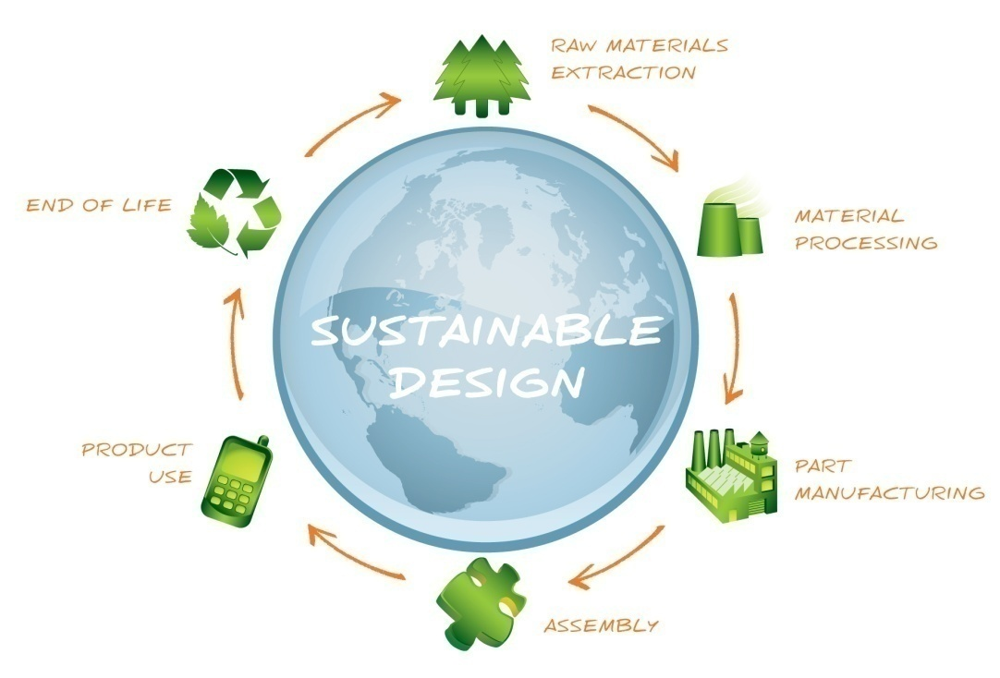 RAW MATERIALS
EXTRACTION
MATERIAL
PROCESSING
PART
MANUFACTURING
ASSEMBLY
PRODUCT
USE
END OF LIFE
SUSTAINABLE
DESIGN